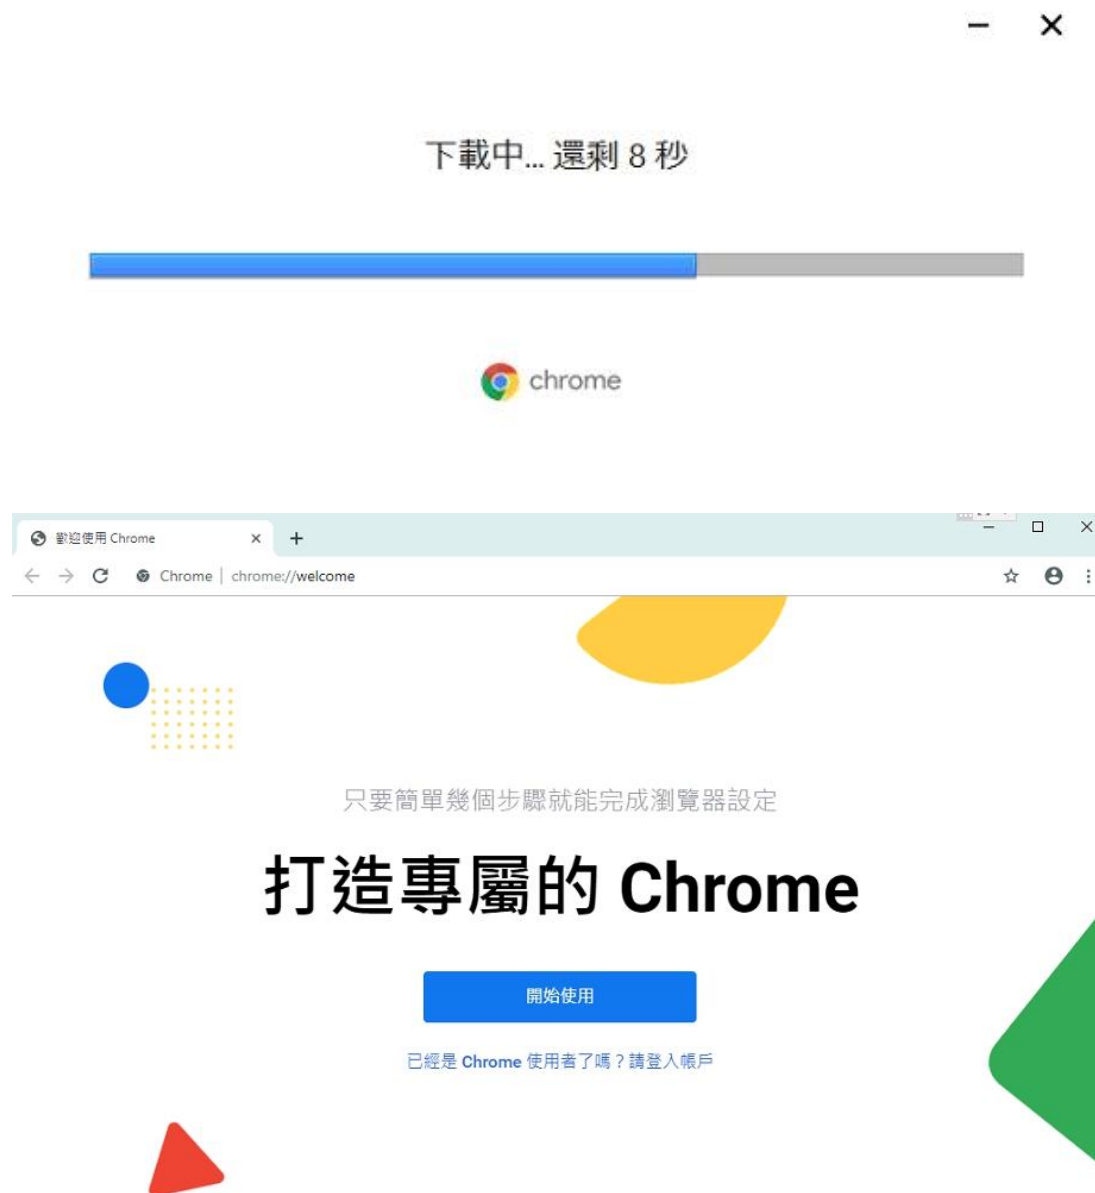 下載中... 還剩 8 秒
chrome
歡迎使用 Chrome
Chrome | chrome://welcome
只要簡單幾個步驟就能完成瀏覽器設定
打造專屬的 Chrome
開始使用
已經是 Chrome 使用者了嗎？請登入帳戶